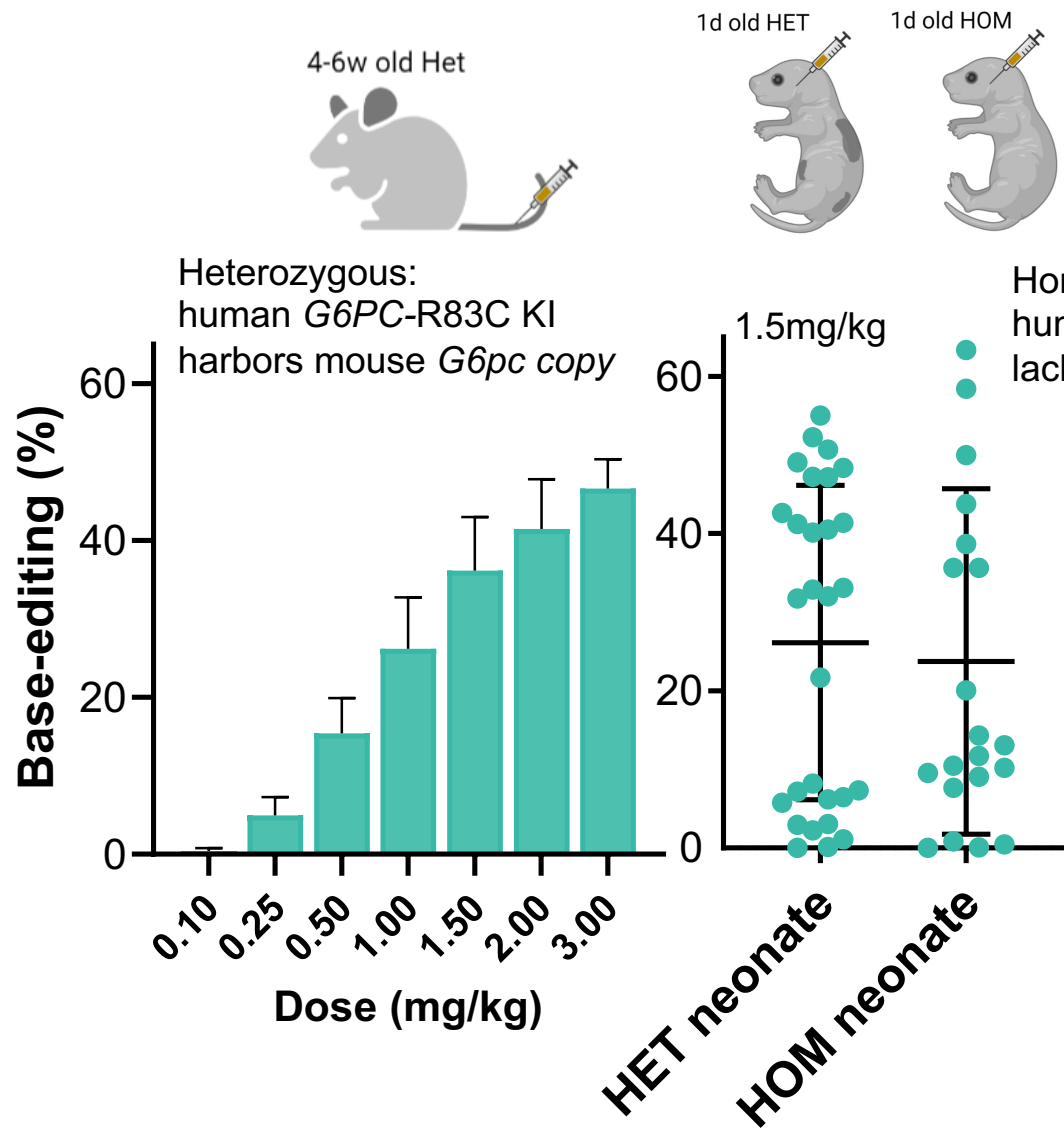 4-6w old Het
1d old HET
1d old HOM
Heterozygous:
human G6PC-R83C KI
harbors mouse G6pc copy
1.5mg/kg
Base-editing (%)
60
40
20
0
0.10
0.25
0.50
1.00
1.50
2.00
3.00
Dose (mg/kg)
60
40
20
0
HET neonate
HOM neonate